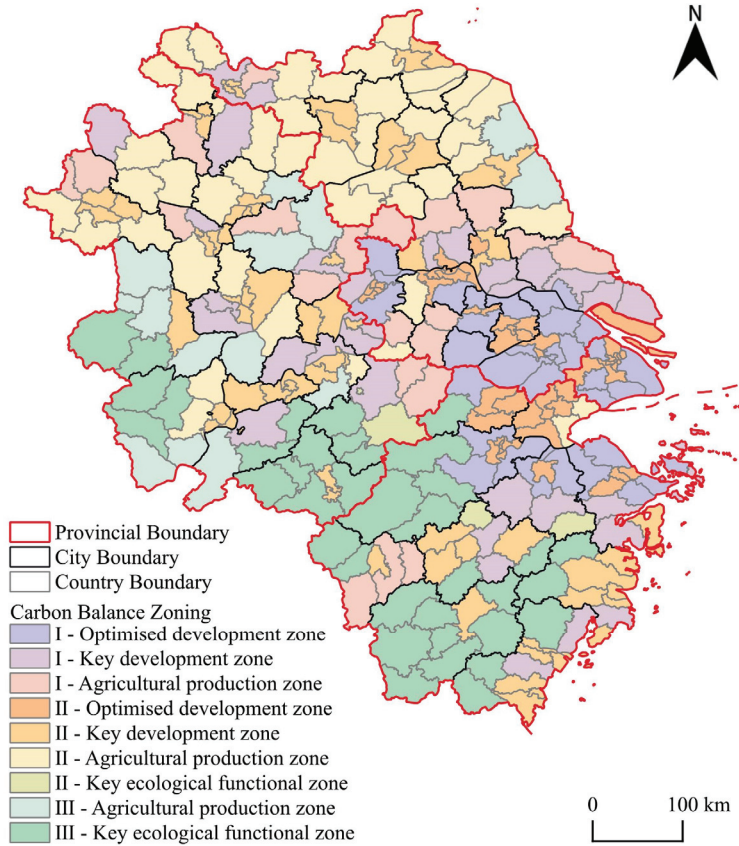 N
Provincial Boundary
City Boundary
Country Boundary
Carbon Balance Zoning
I - Optimised development zone
I - Key development zone
I - Agricultural production zone
II - Optimised development zone
II - Key development zone
II - Agricultural production zone
II - Key ecological functional zone
III - Agricultural production zone
III - Key ecological functional zone
0 100 km